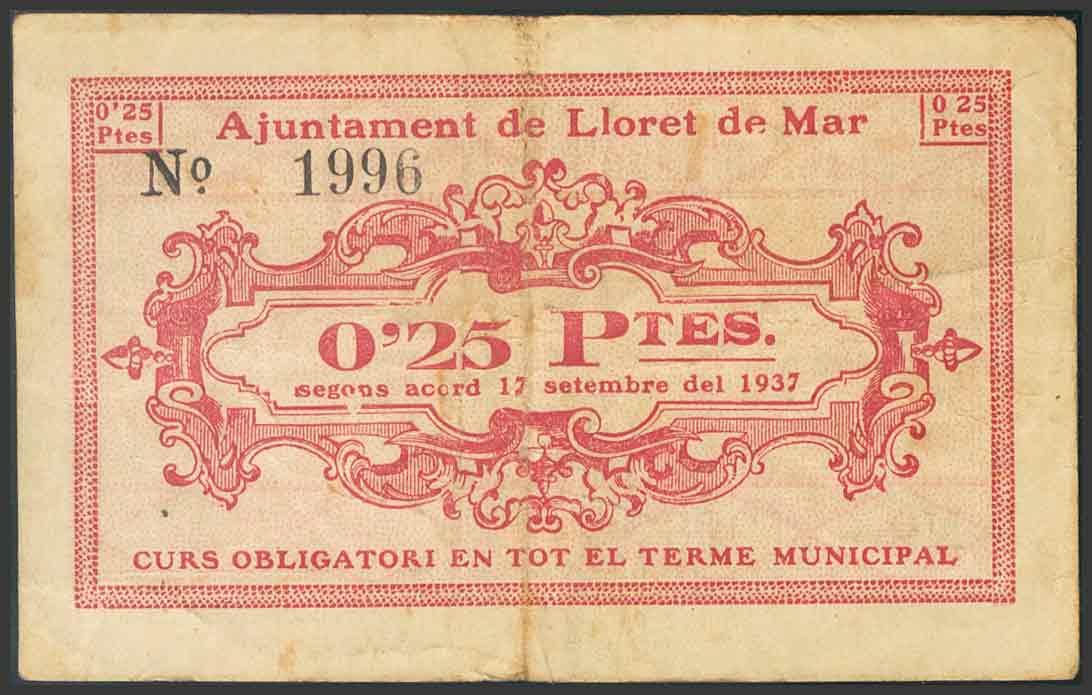 0'25 Ptes
0 25 Ptes
Ajuntament de Lloret de Mar
Nº 1996
0'25 PTES.
segons acord 17 setembre del 1937
CURS OBLIGATORI EN TOT EL TERME MUNICIPAL